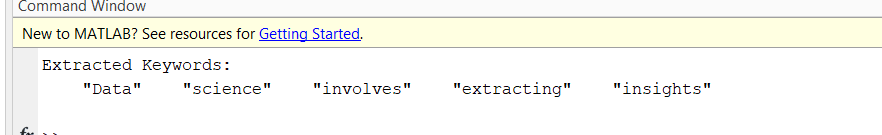 Command Window
New to MATLAB? See resources for Getting Started.
Extracted Keywords:
"Data" "science" "involves" "extracting" "insights"
fx >>